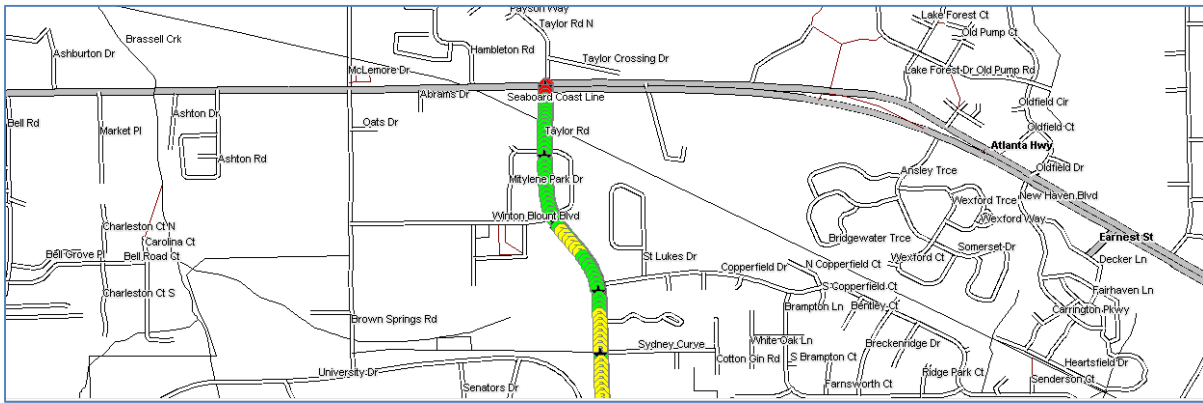 Payson Way
Lake Forest Ct
Taylor Rd N
Old Pump Ct
Brassell Crk
Hambleton Rd
Ashburton Dr
Taylor Crossing Dr
McLemore Dr
Lake Forest Dr
Old Pump Rd
Abrams Dr
Seaboard Coast Line
Oldfield Cir
Bell Rd
Market Pl
Ashton Dr
Oats Dr
Taylor Rd
Oldfield Ct
Atlanta Hwy
Ashton Rd
Ansley Trce
Oldfield Dr
Mitylene Park Dr
Wexford Trce
New Haven Blvd
Winton Blount Blvd
Wexford Way
Charleston Ct N
Bridgewater Trce
Earnest St
Carolina Ct
Somerset Dr
Bell Grove Pl
Bell Road Ct
St Lukes Dr
Wexford Ct
Decker Ln
Copperfield Dr
N Copperfield Ct
Charleston Ct S
S Copperfield Ct
Fairhaven Ln
Brampton Ln
Bentley Ct
Carrington Pkwy
Brown Springs Rd
White Oak Ln
Breckenridge Dr
Sydney Curve
Cotton Gin Rd
S Brampton Ct
Heartsfield Dr
University Dr
Ridge Park Ct
Senderson Ct
Senators Dr
Farnsworth Ct